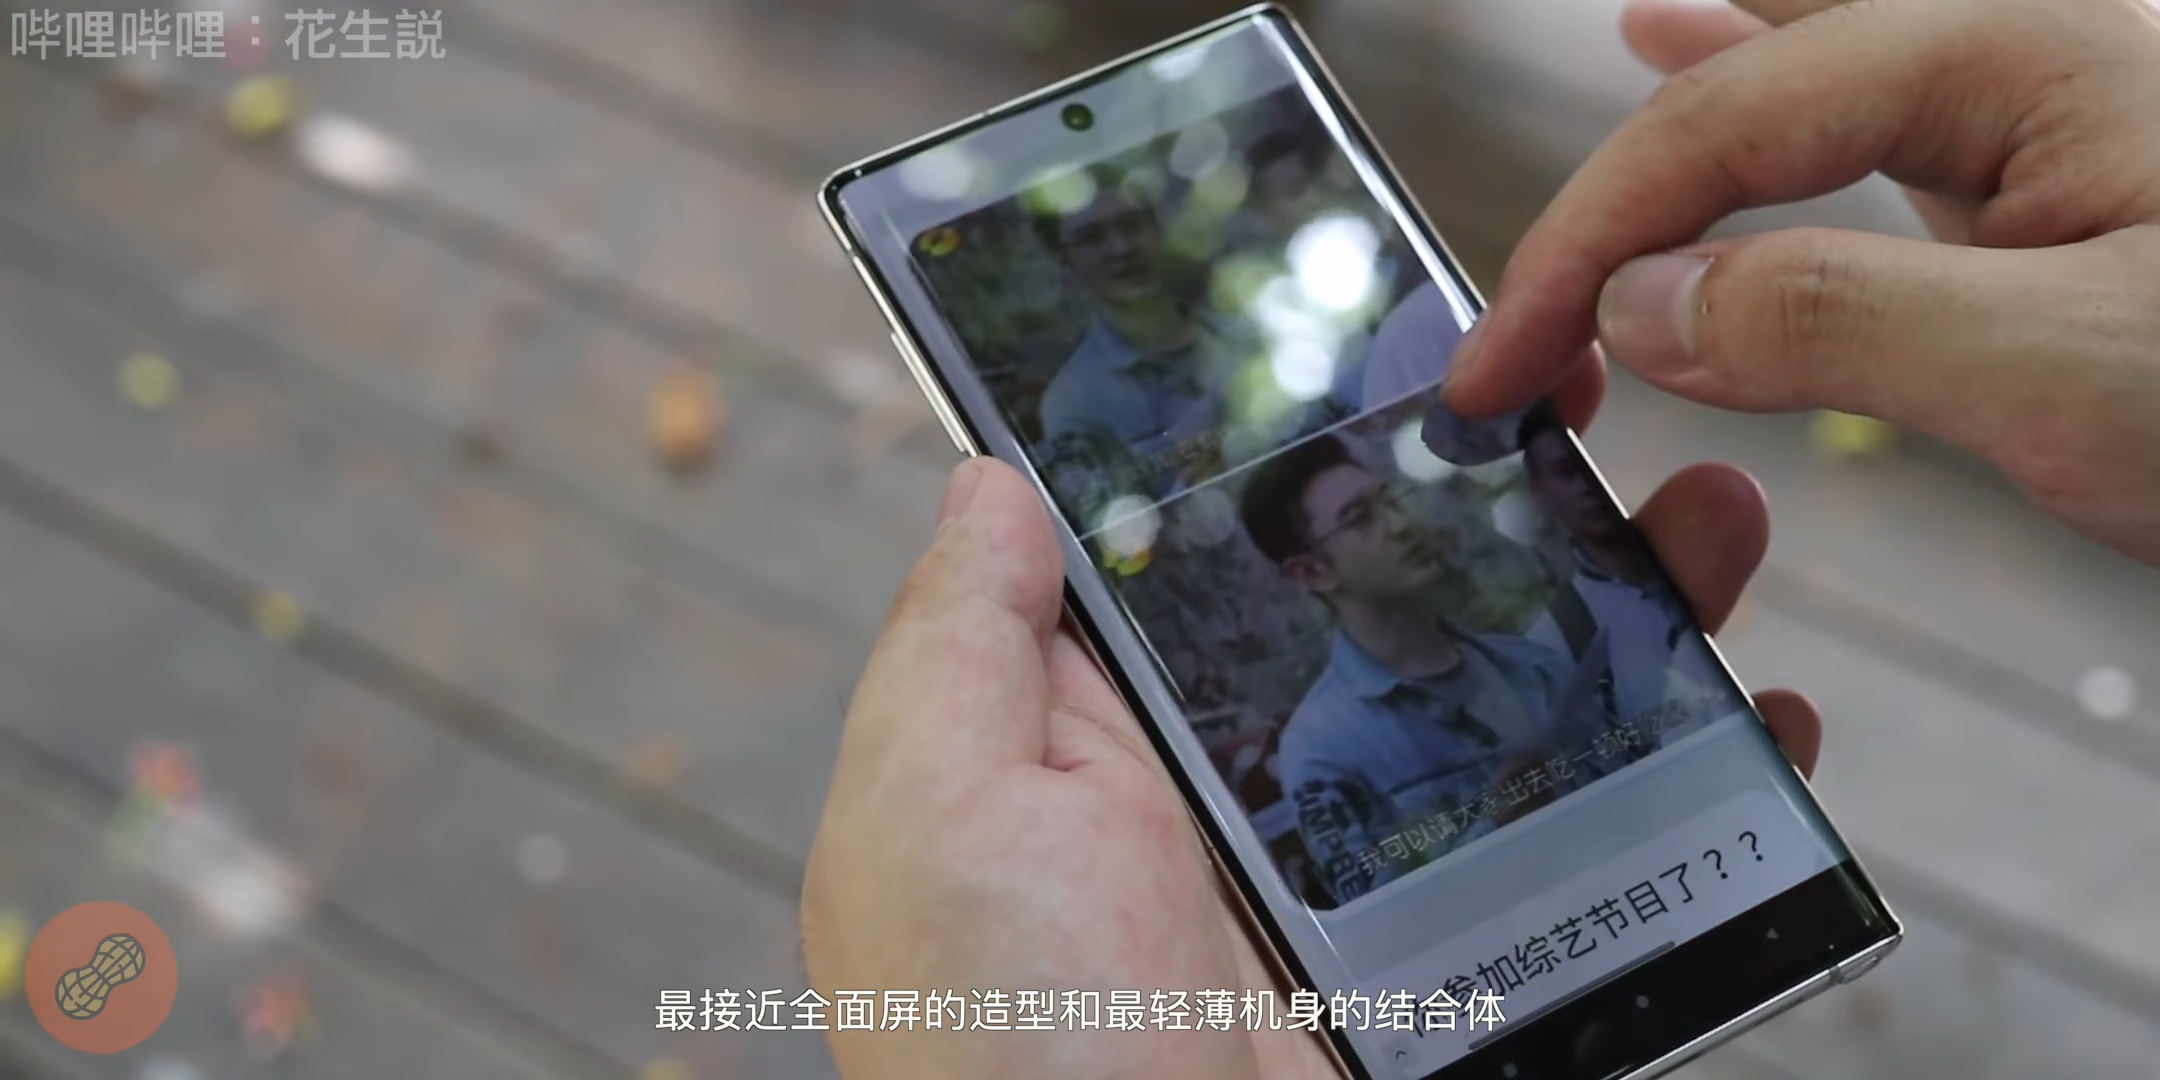 哔哩哔哩：花生説
我可以请大家出去吃一顿好
参加综艺节目了？？
最接近全面屏的造型和最轻薄机身的结合体